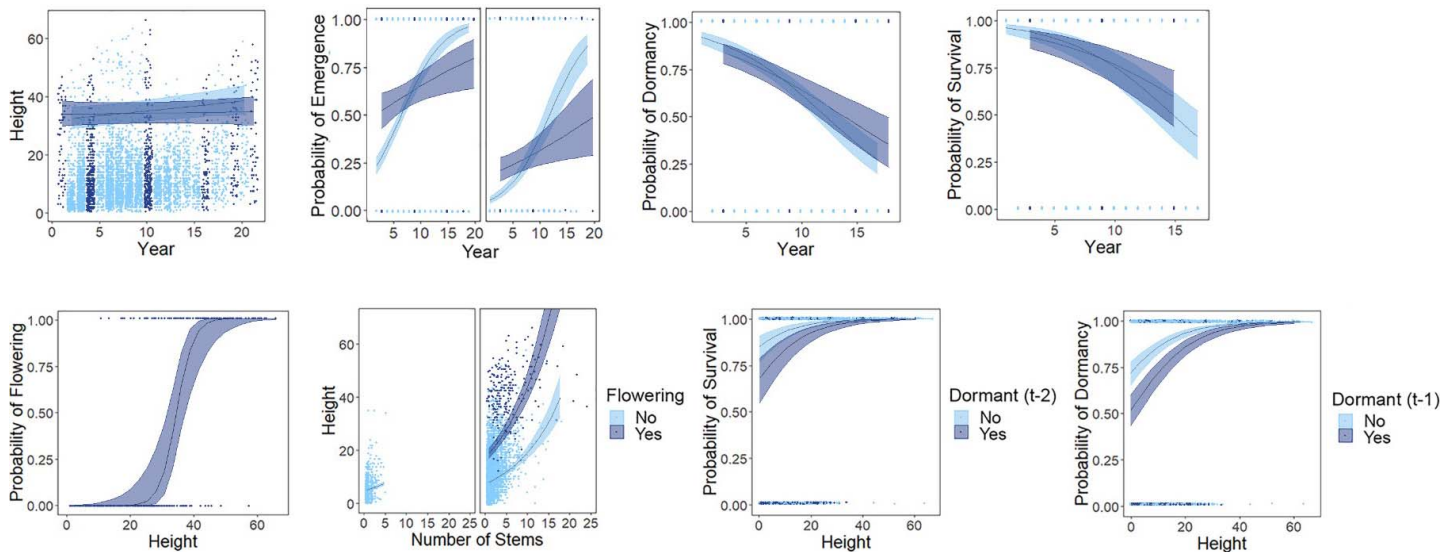 Height
60
40
20
0
0 5 10 15 20
Year
Probability of Emergence
1.00
0.75
0.50
0.25
0.00
5 10 15 20 5 10 15 20
Year
Probability of Dormancy
1.00
0.75
0.50
0.25
0.00
5 10 15
Year
Probability of Survival
1.00
0.75
0.50
0.25
0.00
5 10 15
Year
Probability of Flowering
1.00
0.75
0.50
0.25
0.00
0 20 40 60
Height
Height
60
40
20
0
0 5 10 15 20 25 0 5 10 15 20 25
Number of Stems
Flowering
No
Yes
Probability of Survival
1.00
0.75
0.50
0.25
0.00
0 20 40 60
Height
Dormant (t-2)
No
Yes
Probability of Dormancy
1.00
0.75
0.50
0.25
0.00
0 20 40 60
Height
Dormant (t-1)
No
Yes